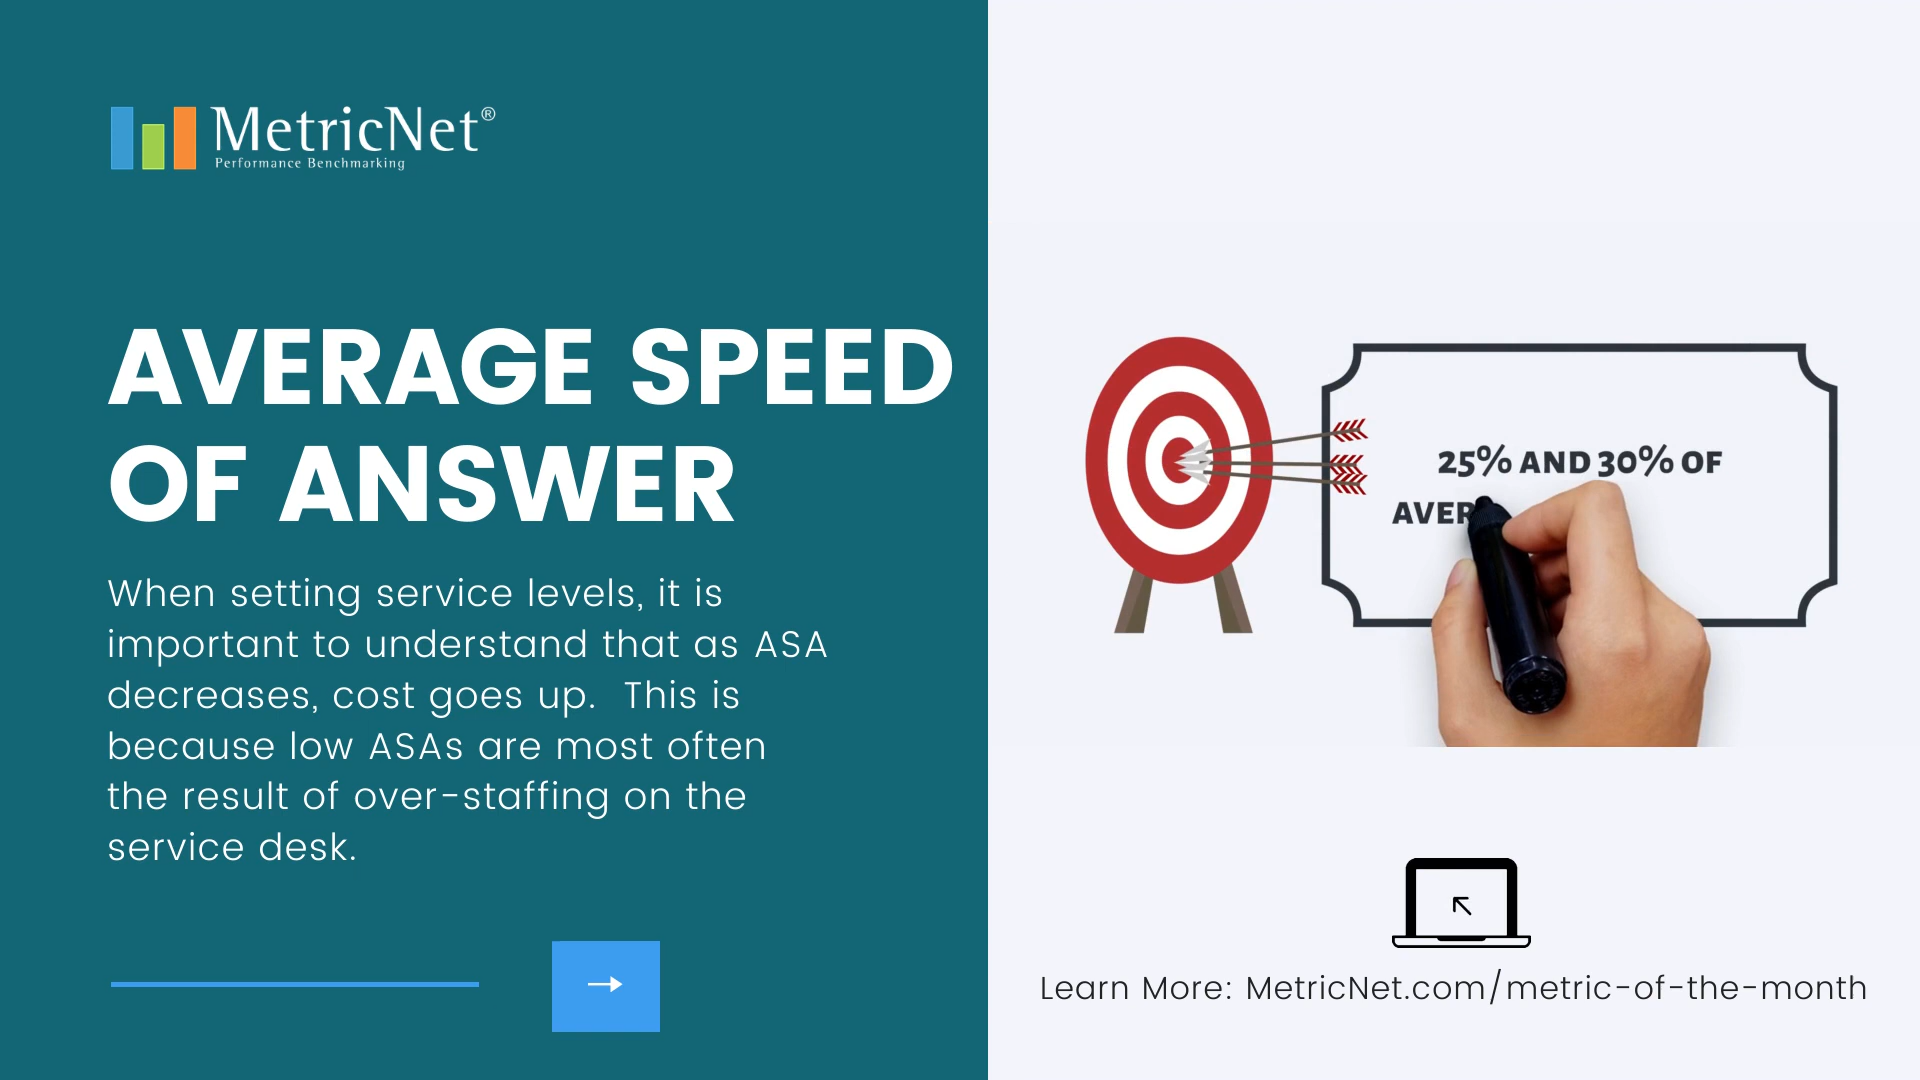 MetricNet®
Performance Benchmarking
AVERAGE SPEED
OF ANSWER
When setting service levels, it is
important to understand that as ASA
decreases, cost goes up. This is
because low ASAs are most often
the result of over-staffing on the
service desk.
25% AND 30% OF
AVER
Learn More: MetricNet.com/metric-of-the-month